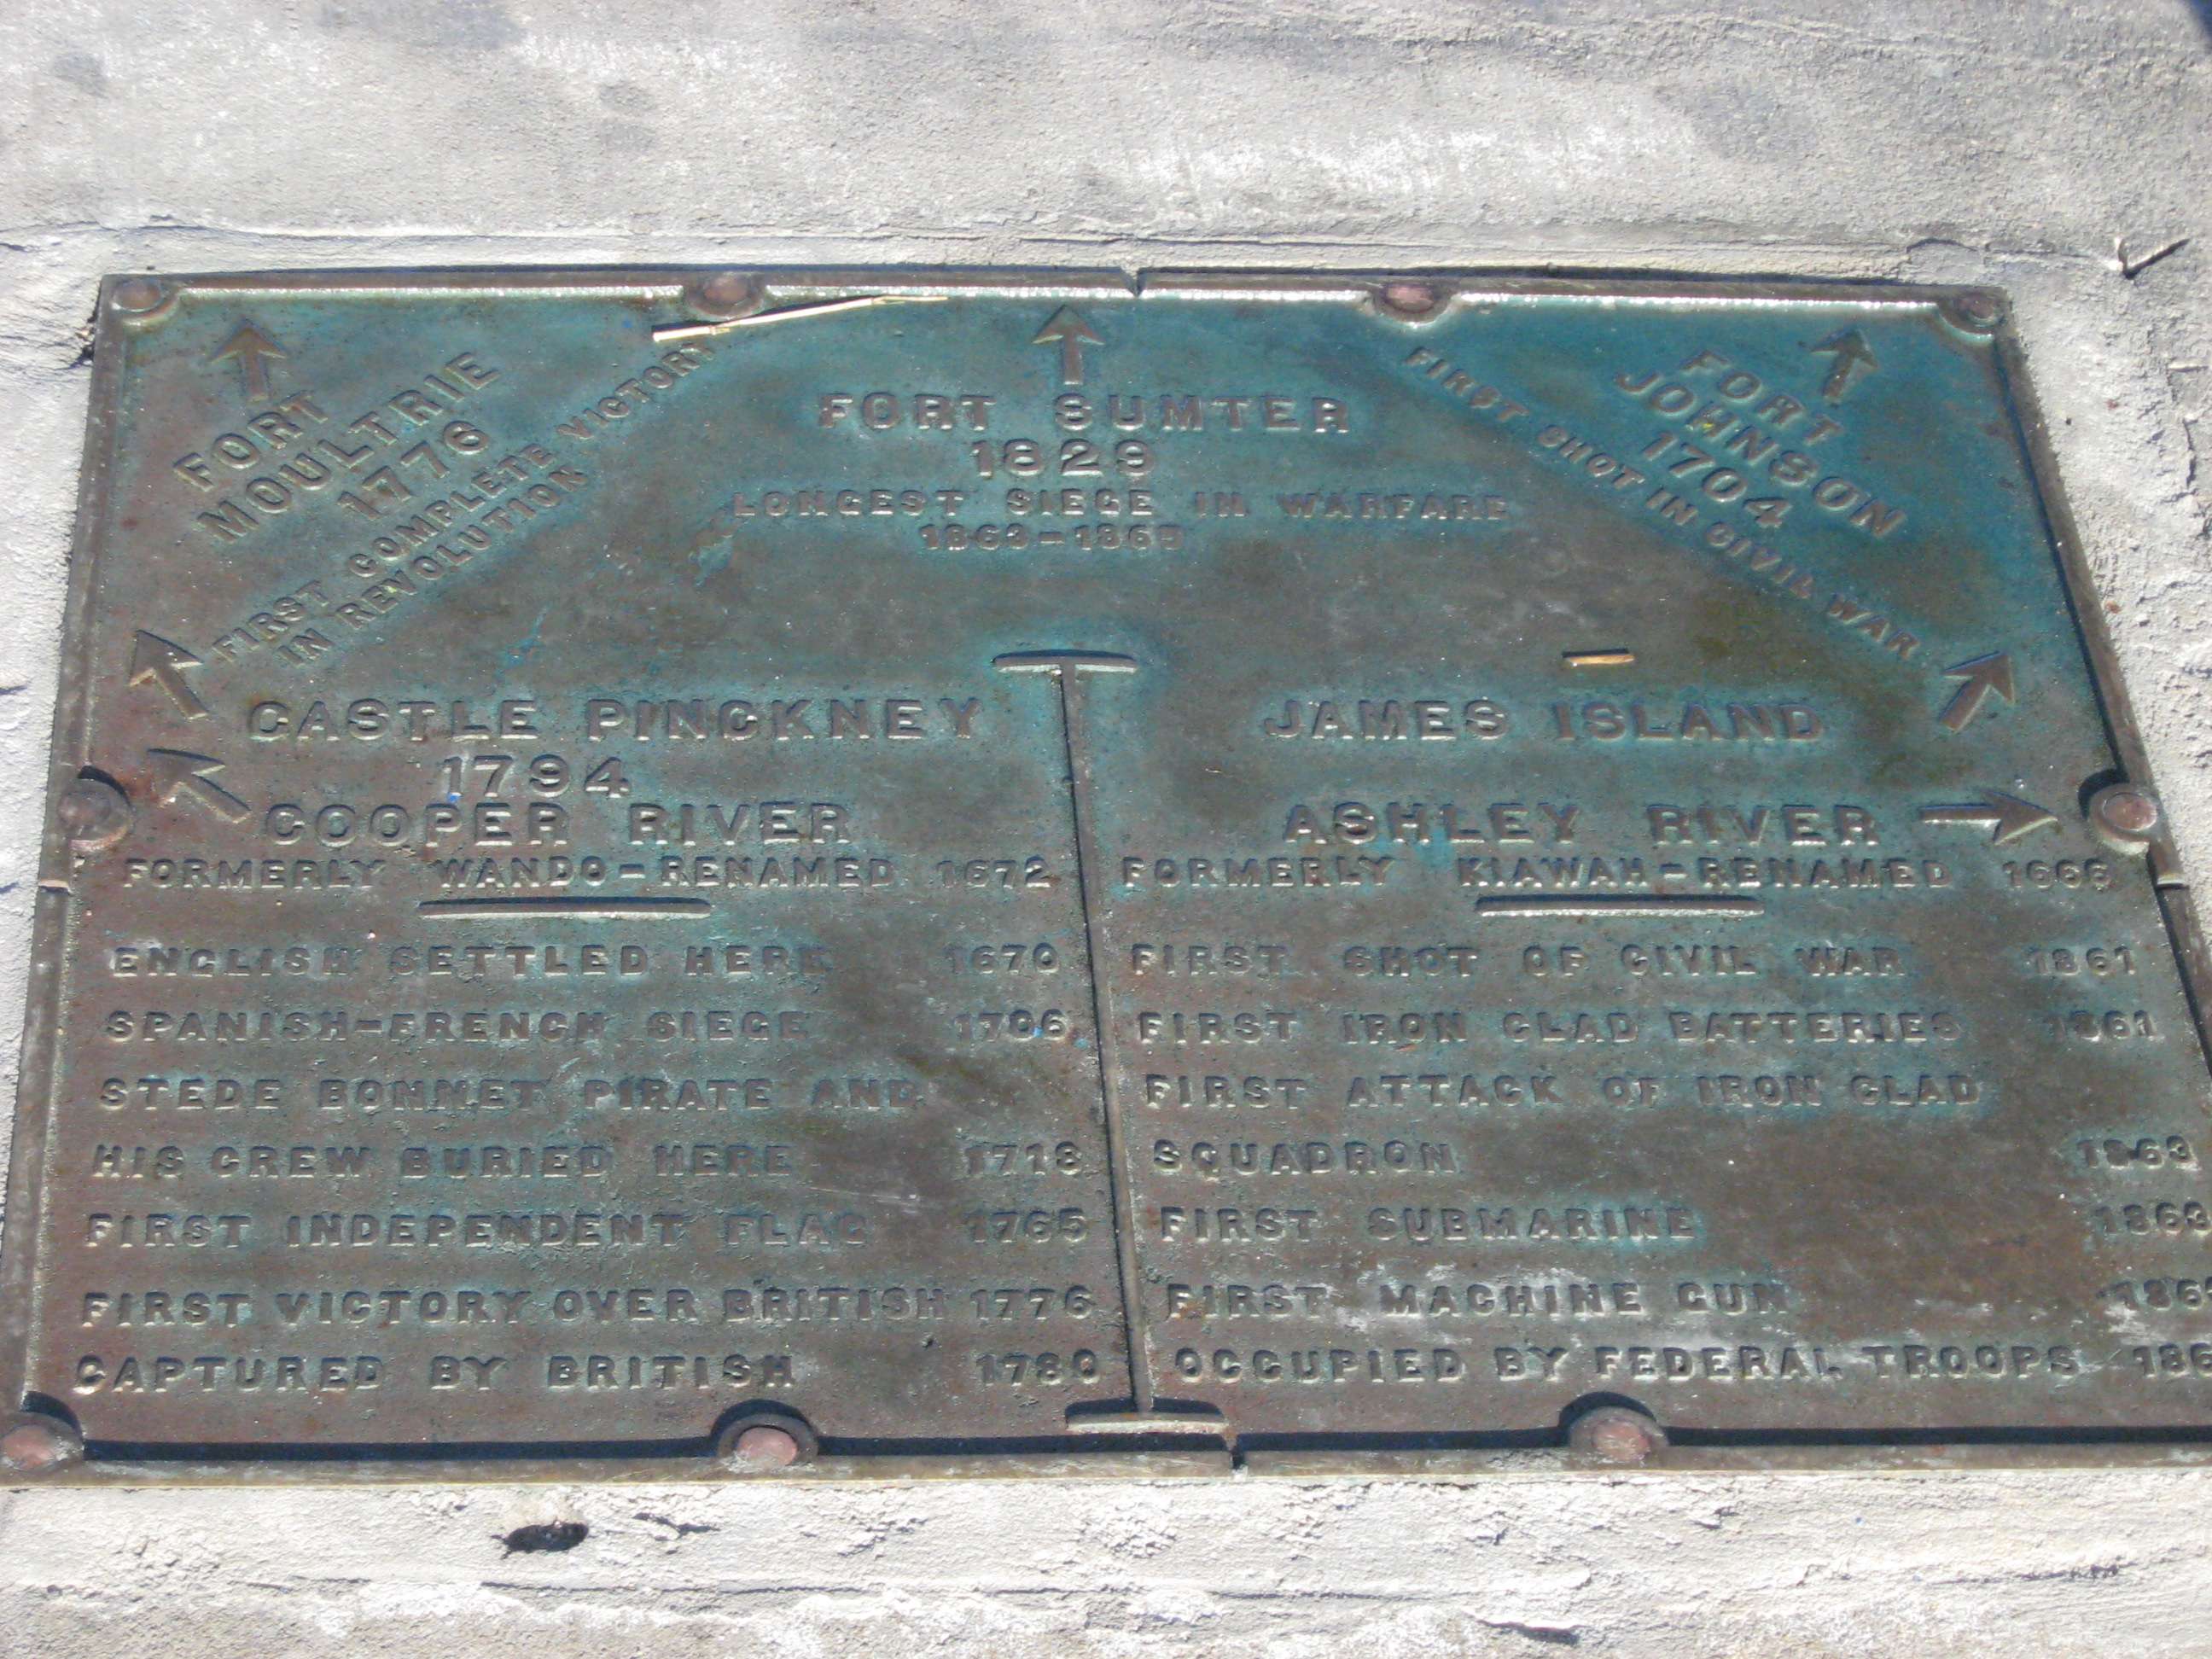 FORT
MOULTRIE
1776
FIRST COMPLETE VICTORY
IN REVOLUTION
FORT SUMTER
1829
LONGEST SIEGE IN WARFARE
1863-1865
FORT
JOHNSON
1704
FIRST SHOT IN CIVIL WAR
CASTLE PINCKNEY
1794
COOPER RIVER
FORMERLY WANDO-RENAMED 1672
ENGLISH SETTLED HERE 1670
SPANISH-FRENCH SIEGE 1706
STEDE BONNET PIRATE AND
HIS CREW BURIED HERE 1718
FIRST INDEPENDENT FLAG 1765
FIRST VICTORY OVER BRITISH 1776
CAPTURED BY BRITISH 1780
JAMES ISLAND
ASHLEY RIVER
FORMERLY KIAWAH-RENAMED 1666
FIRST SHOT OF CIVIL WAR 1861
FIRST IRON CLAD BATTERIES 1861
FIRST ATTACK OF IRON CLAD
SQUADRON 1863
FIRST SUBMARINE 1863
FIRST MACHINE GUN
OCCUPIED BY FEDERAL TROOPS